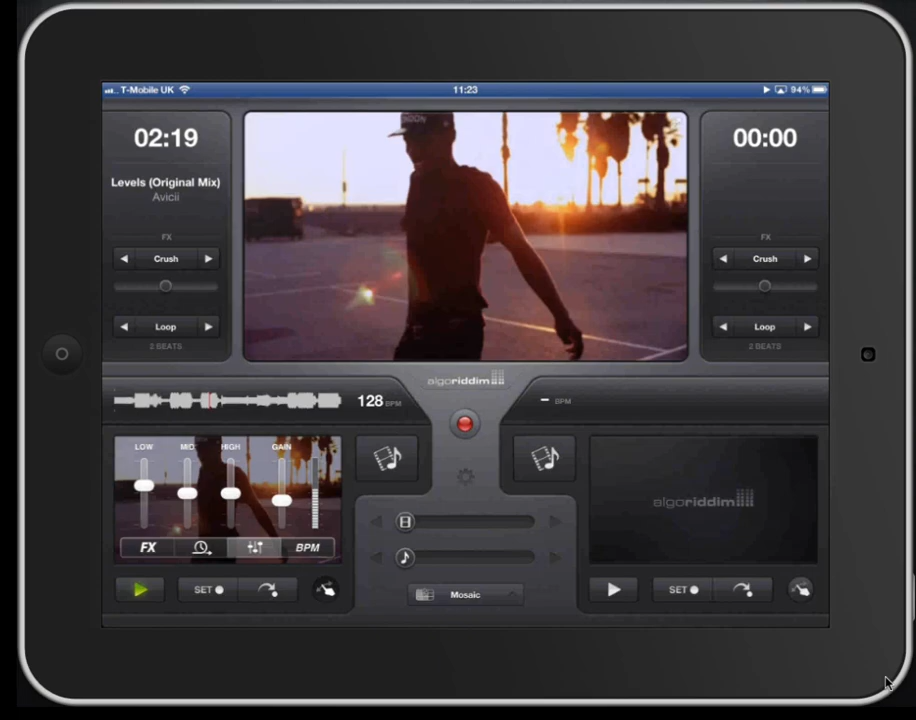 T-Mobile UK
11:23
94%
02:19
Levels (Original Mix)
Avicii
FX
Crush
Loop
2 BEATS
00:00
FX
Crush
Loop
2 BEATS
algoriddim
128 BPM
- BPM
LOW MID HIGH GAIN
FX BPM
algoriddim
SET
Mosaic
SET